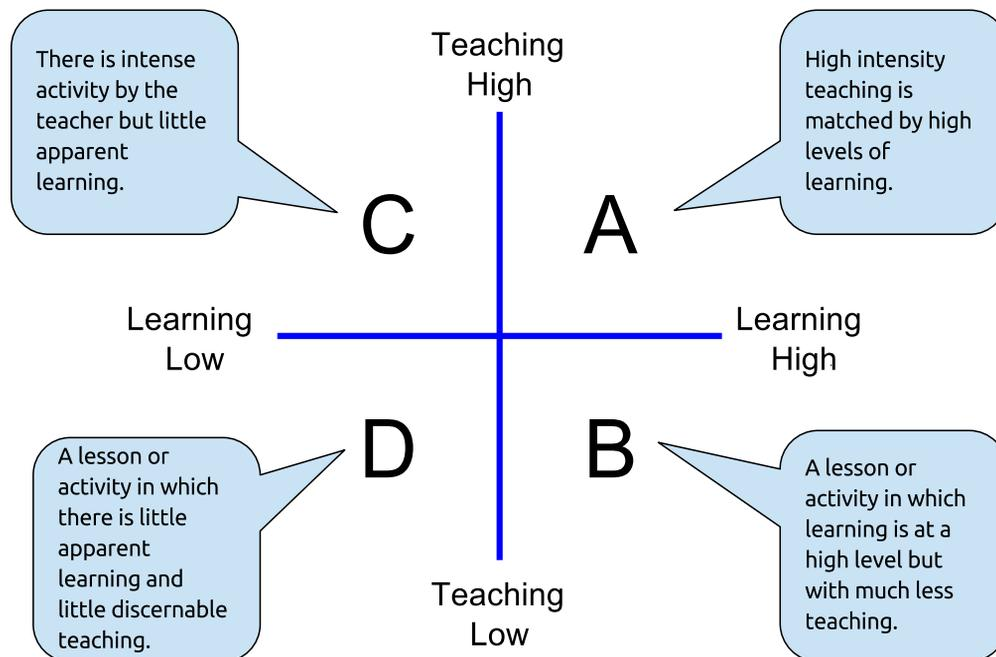 There is intense
activity by the
teacher but little
apparent
learning.
Teaching
High
High intensity
teaching is
matched by high
levels of
learning.
C
A
Learning
Low
Learning
High
D
B
A lesson or
activity in which
there is little
apparent
learning and
little discernable
teaching.
Teaching
Low
A lesson or
activity in which
learning is at a
high level but
with much less
teaching.